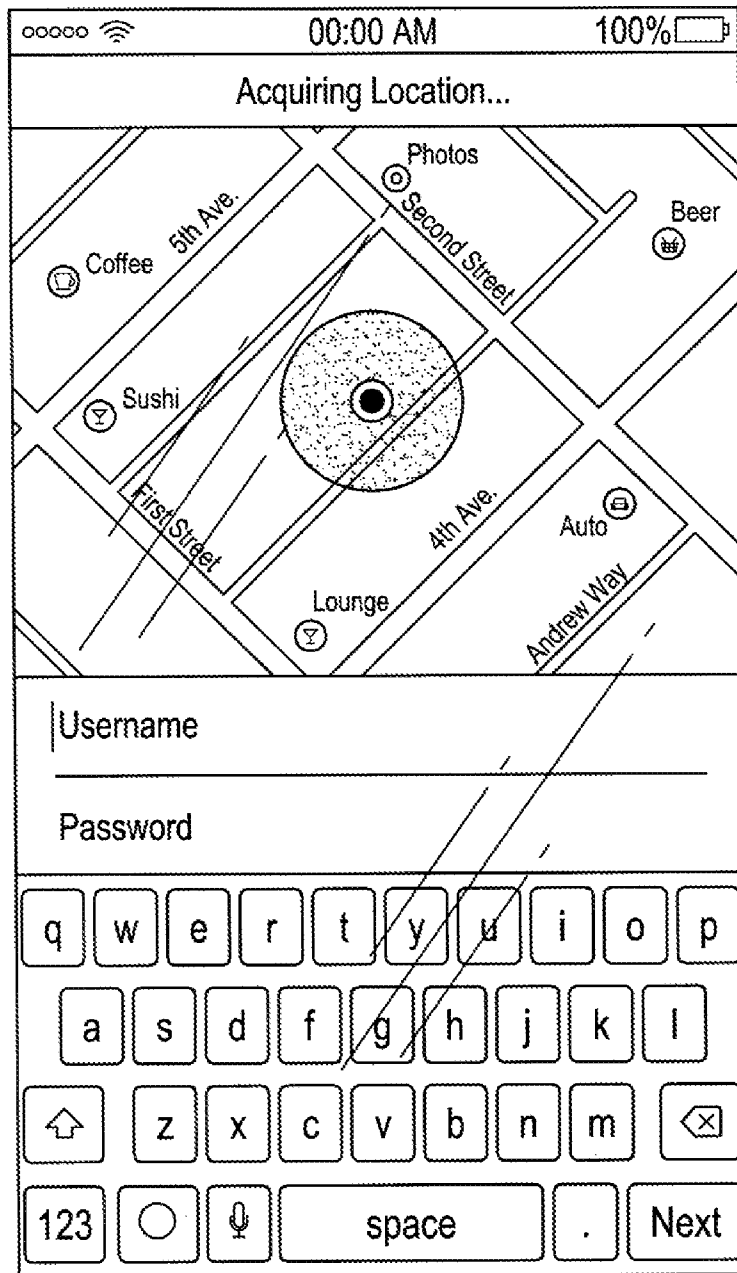 00:00 AM 100%
Acquiring Location...
Photos
5th Ave.
Second Street
Beer
Coffee
Sushi
First Street
4th Ave.
Auto
Lounge
Andrew Way
Username
Password
q w e r t y u i o p
a s d f g h j k l
z x c v b n m
123 space . Next